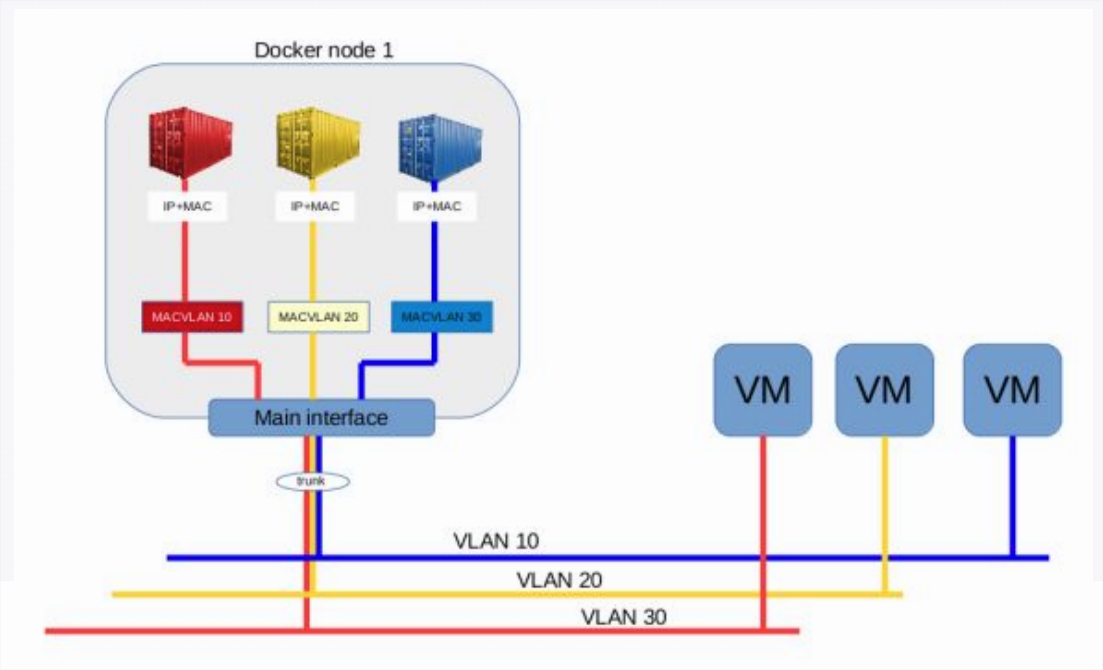 Docker node 1
IP+MAC
IP+MAC
IP+MAC
MACVLAN 10
MACVLAN 20
MACVLAN 30
Main interface
VM
VM
VM
trunk
VLAN 10
VLAN 20
VLAN 30